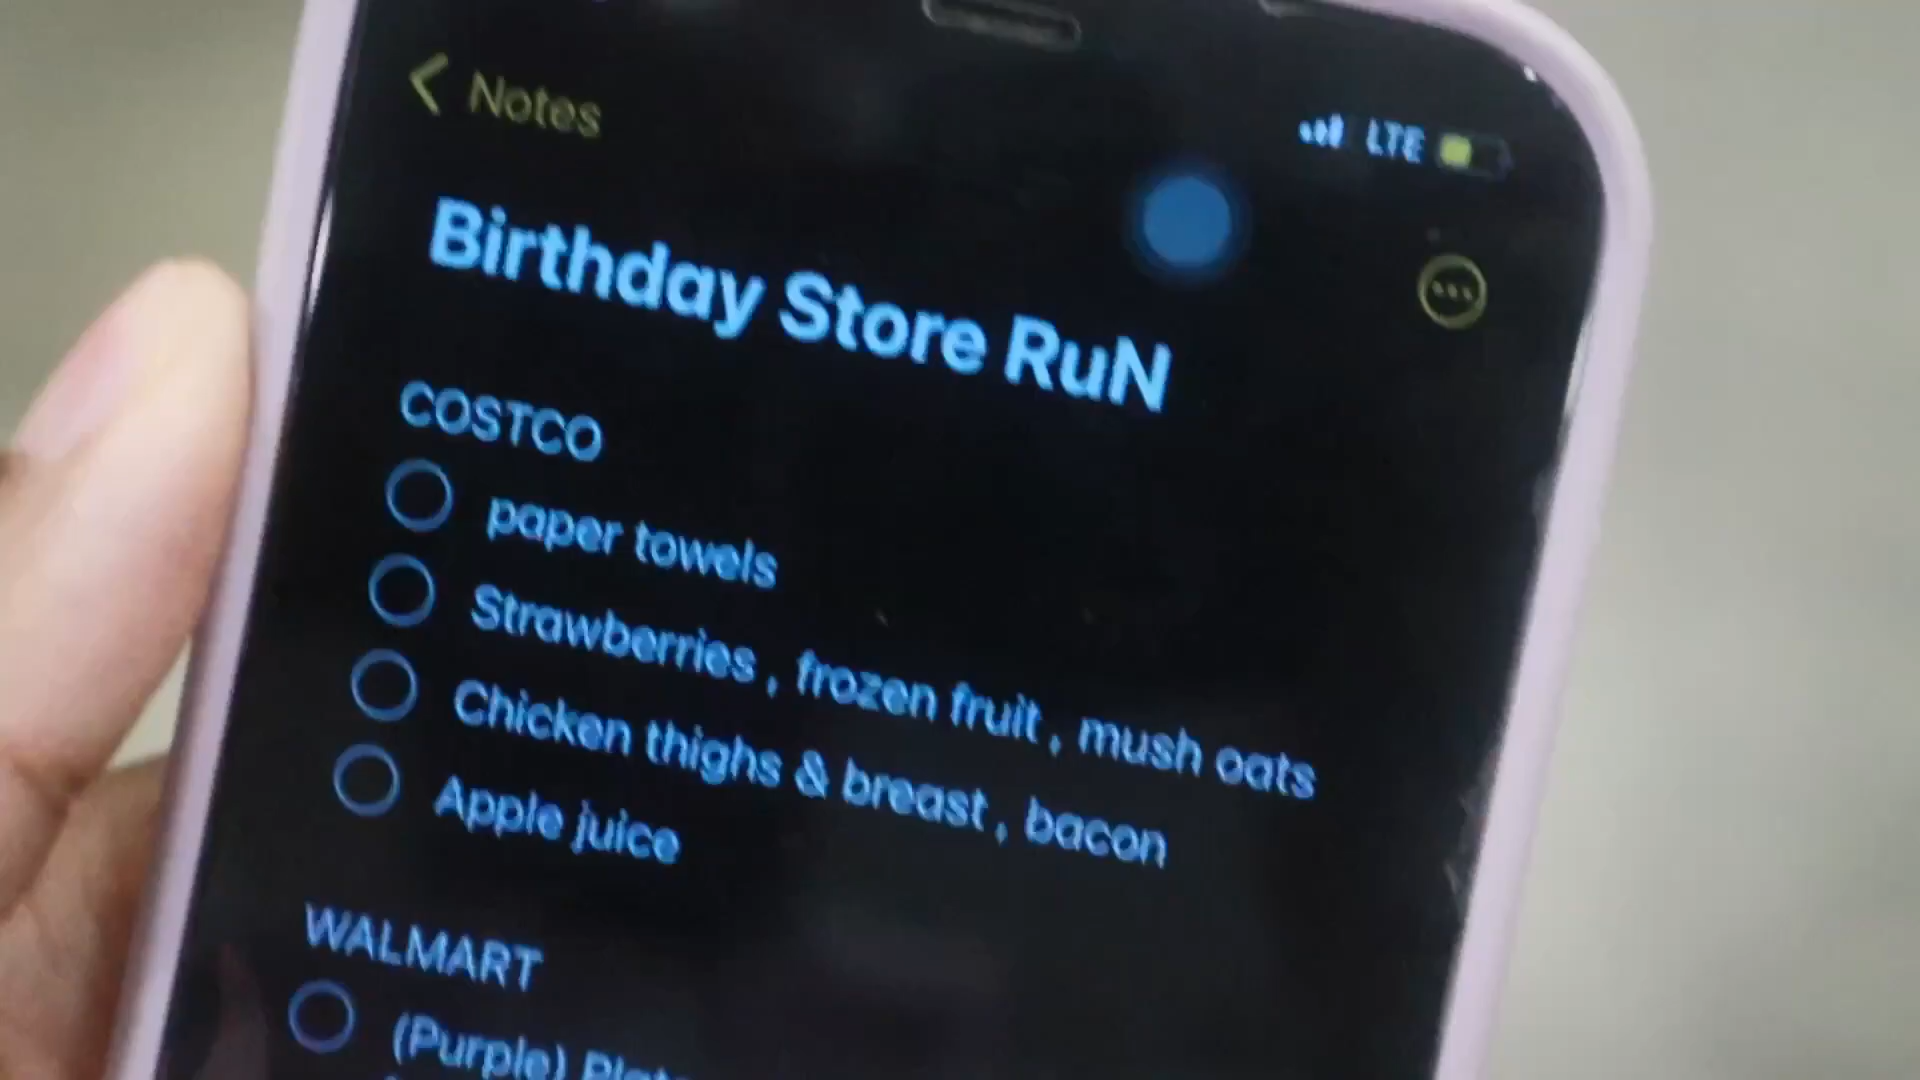 Notes
LTE
Birthday Store RuN
COSTCO
paper towels
Strawberries , frozen fruit , mush oats
Chicken thighs & breast , bacon
Apple juice
WALMART
(Purple)